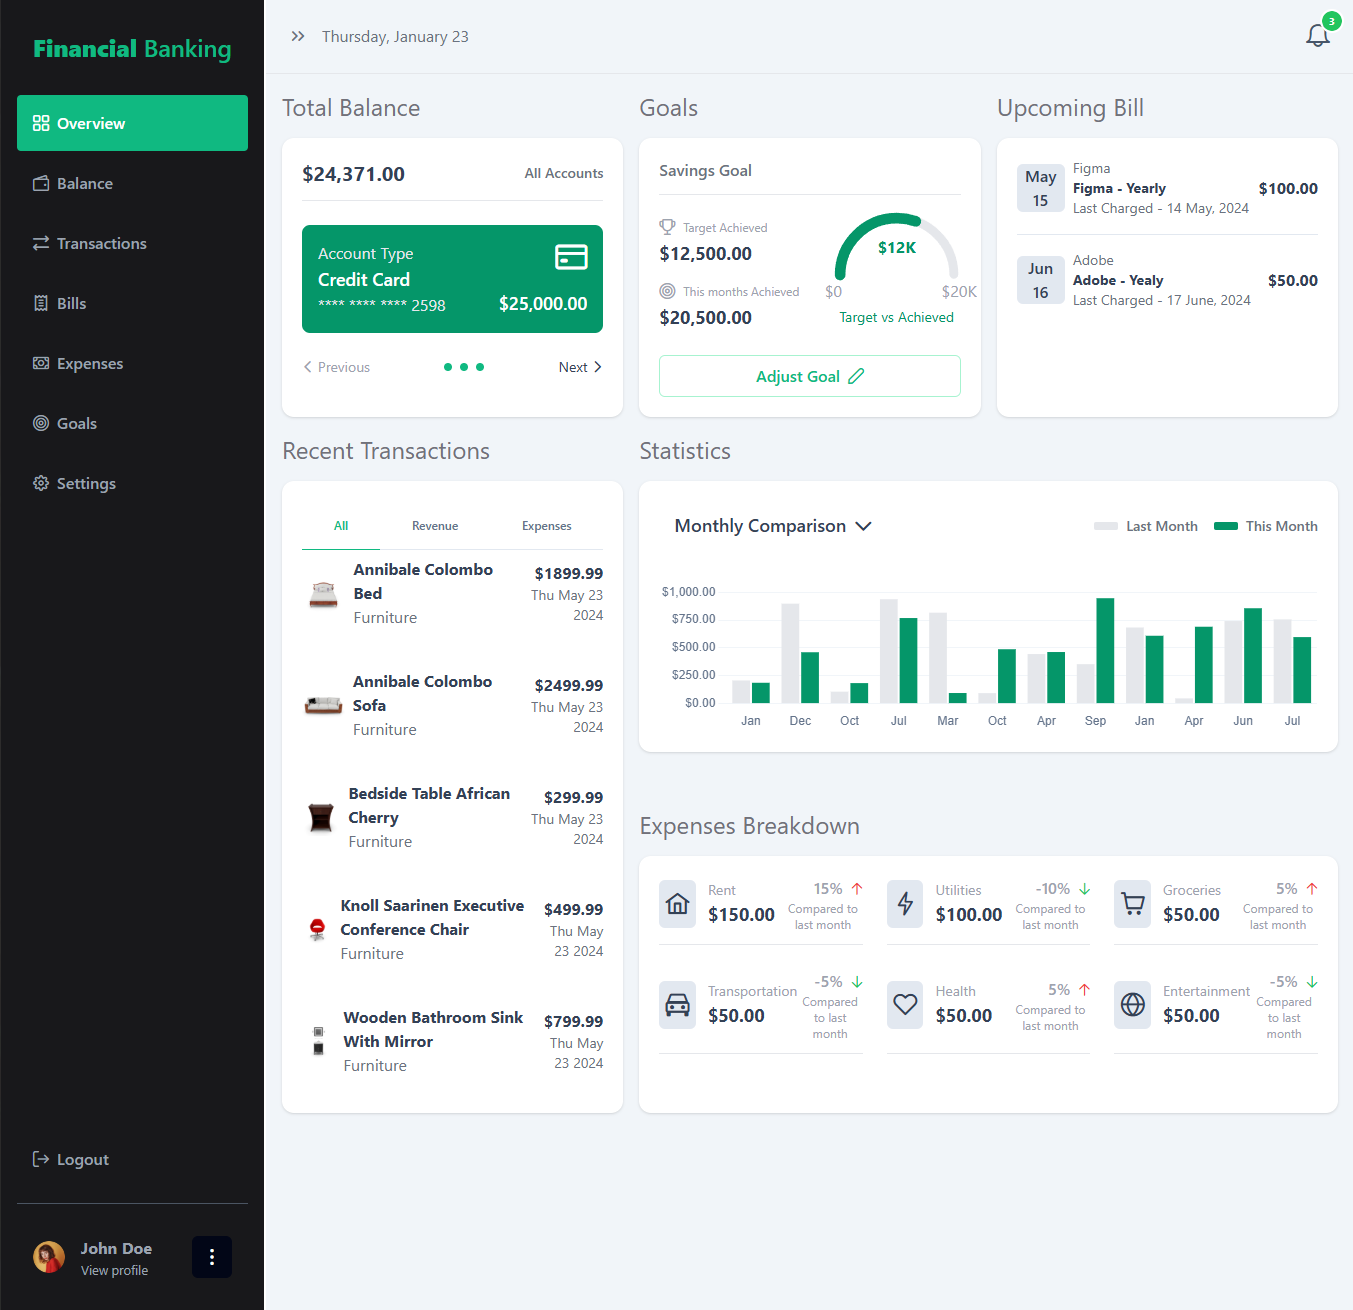 Financial Banking
Overview
Balance
Transactions
Bills
Expenses
Goals
Settings
Logout
John Doe
View profile
Thursday, January 23
3
Total Balance
$24,371.00
All Accounts
Account Type
Credit Card
**** **** **** 2598
$25,000.00
Previous
Next
Goals
Savings Goal
Target Achieved
$12,500.00
This months Achieved
$20,500.00
$12K
$0
$20K
Target vs Achieved
Adjust Goal
Upcoming Bill
May
15
Figma
Figma - Yearly
Last Charged - 14 May, 2024
$100.00
Jun
16
Adobe
Adobe - Yealy
Last Charged - 17 June, 2024
$50.00
Recent Transactions
All
Revenue
Expenses
Annibale Colombo
Bed
Furniture
$1899.99
Thu May 23
2024
Annibale Colombo
Sofa
Furniture
$2499.99
Thu May 23
2024
Bedside Table African
Cherry
Furniture
$299.99
Thu May 23
2024
Knoll Saarinen Executive
Conference Chair
Furniture
$499.99
Thu May
23 2024
Wooden Bathroom Sink
With Mirror
Furniture
$799.99
Thu May
23 2024
Statistics
Monthly Comparison
Last Month
This Month
$1,000.00
$750.00
$500.00
$250.00
$0.00
Jan Dec Oct Jul Mar Oct Apr Sep Jan Apr Jun Jul
Expenses Breakdown
Rent
$150.00
15%
Compared to
last month
Utilities
$100.00
-10%
Compared to
last month
Groceries
$50.00
5%
Compared to
last month
Transportation
$50.00
-5%
Compared
to last
month
Health
$50.00
5%
Compared to
last month
Entertainment
$50.00
-5%
Compared
to last
month